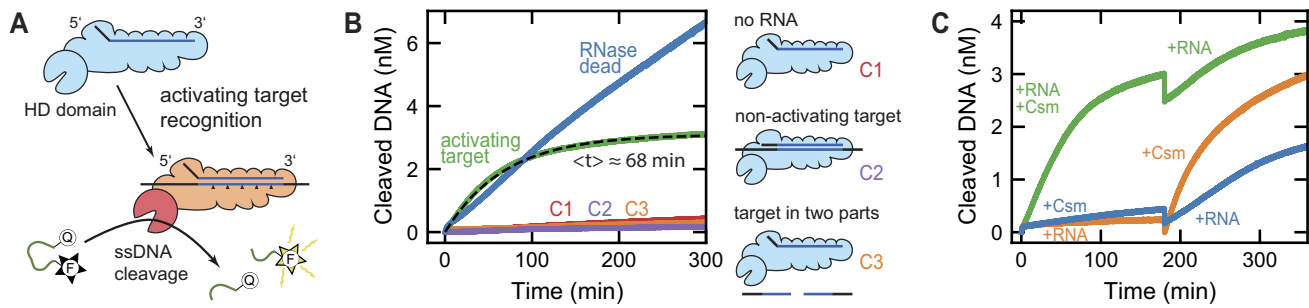 A
5‘
3‘
HD domain
activating target
recognition
5‘
3‘
Q
F
ssDNA
cleavage
Q
F
B
Cleaved DNA (nM)
6
4
2
0
RNase
dead
activating
target
<t> ≈ 68 min
C1 C2 C3
0 100 200 300
Time (min)
no RNA
C1
non-activating target
C2
target in two parts
C3
C
Cleaved DNA (nM)
4
3
2
1
0
+RNA
+Csm
+RNA
+Csm
+Csm
+RNA
+RNA
0 100 200 300
Time (min)